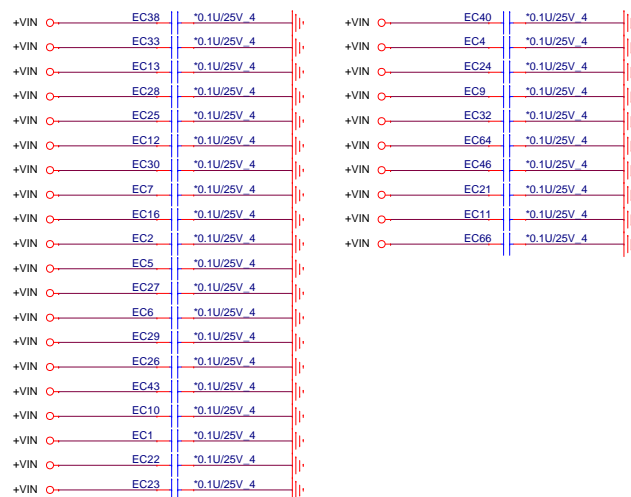 +VIN EC38 *0.1U/25V_4
+VIN EC33 *0.1U/25V_4
+VIN EC13 *0.1U/25V_4
+VIN EC28 *0.1U/25V_4
+VIN EC25 *0.1U/25V_4
+VIN EC12 *0.1U/25V_4
+VIN EC30 *0.1U/25V_4
+VIN EC7 *0.1U/25V_4
+VIN EC16 *0.1U/25V_4
+VIN EC2 *0.1U/25V_4
+VIN EC5 *0.1U/25V_4
+VIN EC27 *0.1U/25V_4
+VIN EC6 *0.1U/25V_4
+VIN EC29 *0.1U/25V_4
+VIN EC26 *0.1U/25V_4
+VIN EC43 *0.1U/25V_4
+VIN EC10 *0.1U/25V_4
+VIN EC1 *0.1U/25V_4
+VIN EC22 *0.1U/25V_4
+VIN EC23 *0.1U/25V_4
+VIN EC40 *0.1U/25V_4
+VIN EC4 *0.1U/25V_4
+VIN EC24 *0.1U/25V_4
+VIN EC9 *0.1U/25V_4
+VIN EC32 *0.1U/25V_4
+VIN EC64 *0.1U/25V_4
+VIN EC46 *0.1U/25V_4
+VIN EC21 *0.1U/25V_4
+VIN EC11 *0.1U/25V_4
+VIN EC66 *0.1U/25V_4